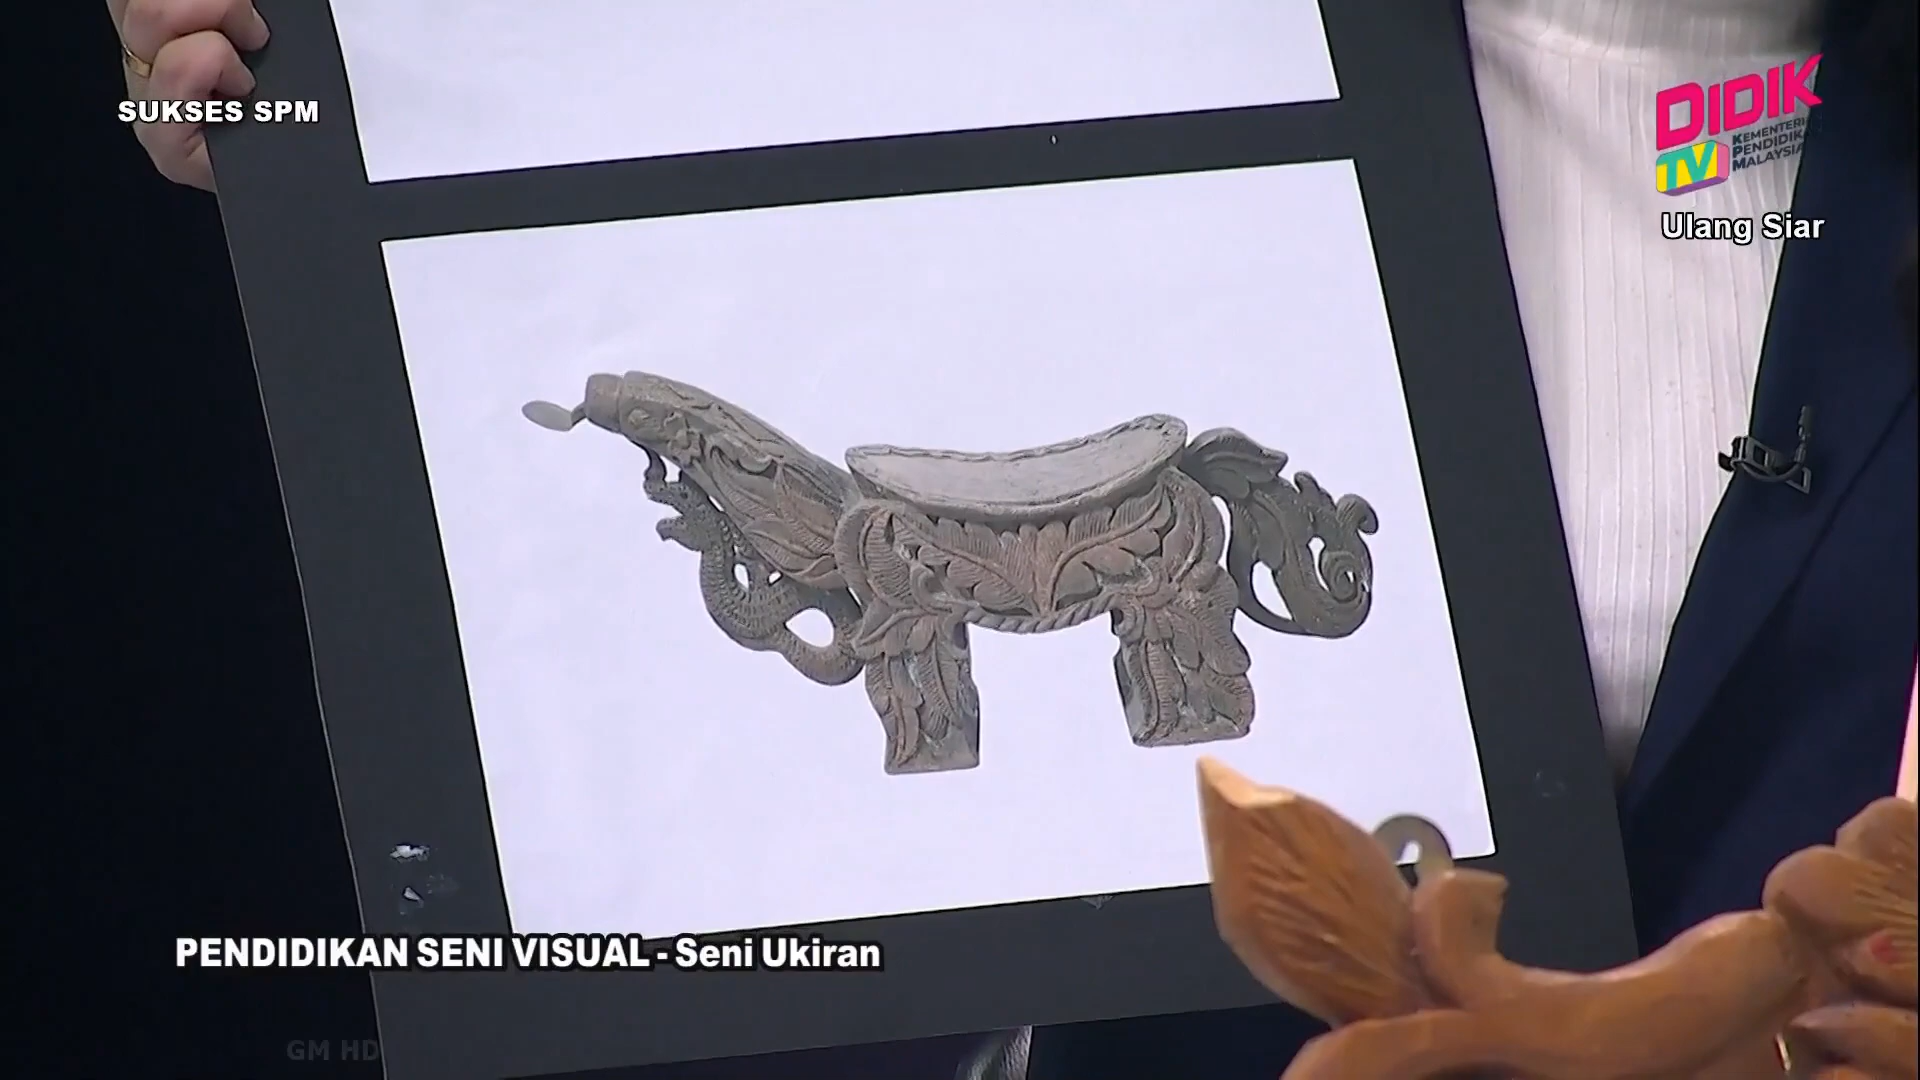 SUKSES SPM
DIDIK
TV
KEMENTERIAN
PENDIDIKAN
MALAYSIA
Ulang Siar
PENDIDIKAN SENI VISUAL - Seni Ukiran
GM HD